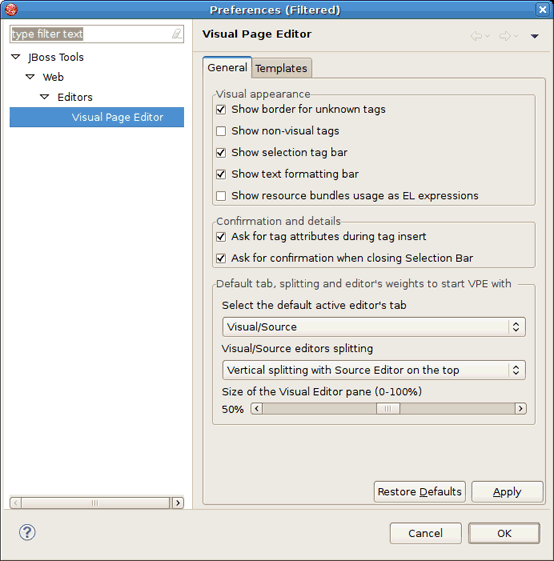 Preferences (Filtered)
type filter text
JBoss Tools
Web
Editors
Visual Page Editor
Visual Page Editor
General
Templates
Visual appearance
Show border for unknown tags
Show non-visual tags
Show selection tag bar
Show text formatting bar
Show resource bundles usage as EL expressions
Confirmation and details
Ask for tag attributes during tag insert
Ask for confirmation when closing Selection Bar
Default tab, splitting and editor's weights to start VPE with
Select the default active editor's tab
Visual/Source
Visual/Source editors splitting
Vertical splitting with Source Editor on the top
Size of the Visual Editor pane (0-100%)
50%
Restore Defaults
Apply
?
Cancel
OK